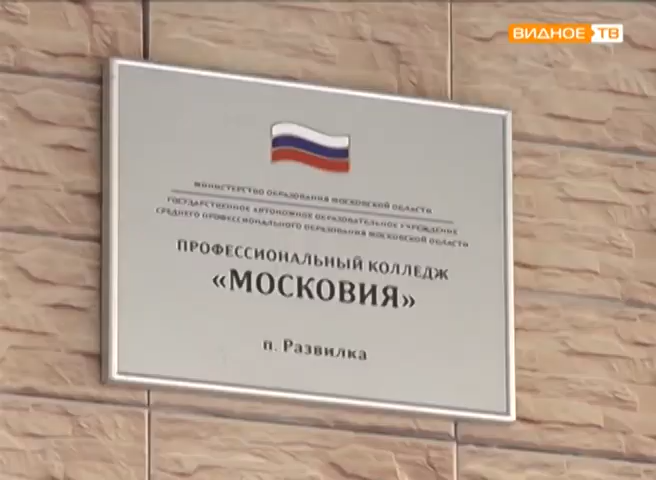 ВИДНОЕ ТВ
МИНИСТЕРСТВО ОБРАЗОВАНИЯ МОСКОВСКОЙ ОБЛАСТИ
ГОСУДАРСТВЕННОЕ АВТОНОМНОЕ ОБРАЗОВАТЕЛЬНОЕ УЧРЕЖДЕНИЕ
СРЕДНЕГО ПРОФЕССИОНАЛЬНОГО ОБРАЗОВАНИЯ МОСКОВСКОЙ ОБЛАСТИ
ПРОФЕССИОНАЛЬНЫЙ КОЛЛЕДЖ
«МОСКОВИЯ»
п. Развилка